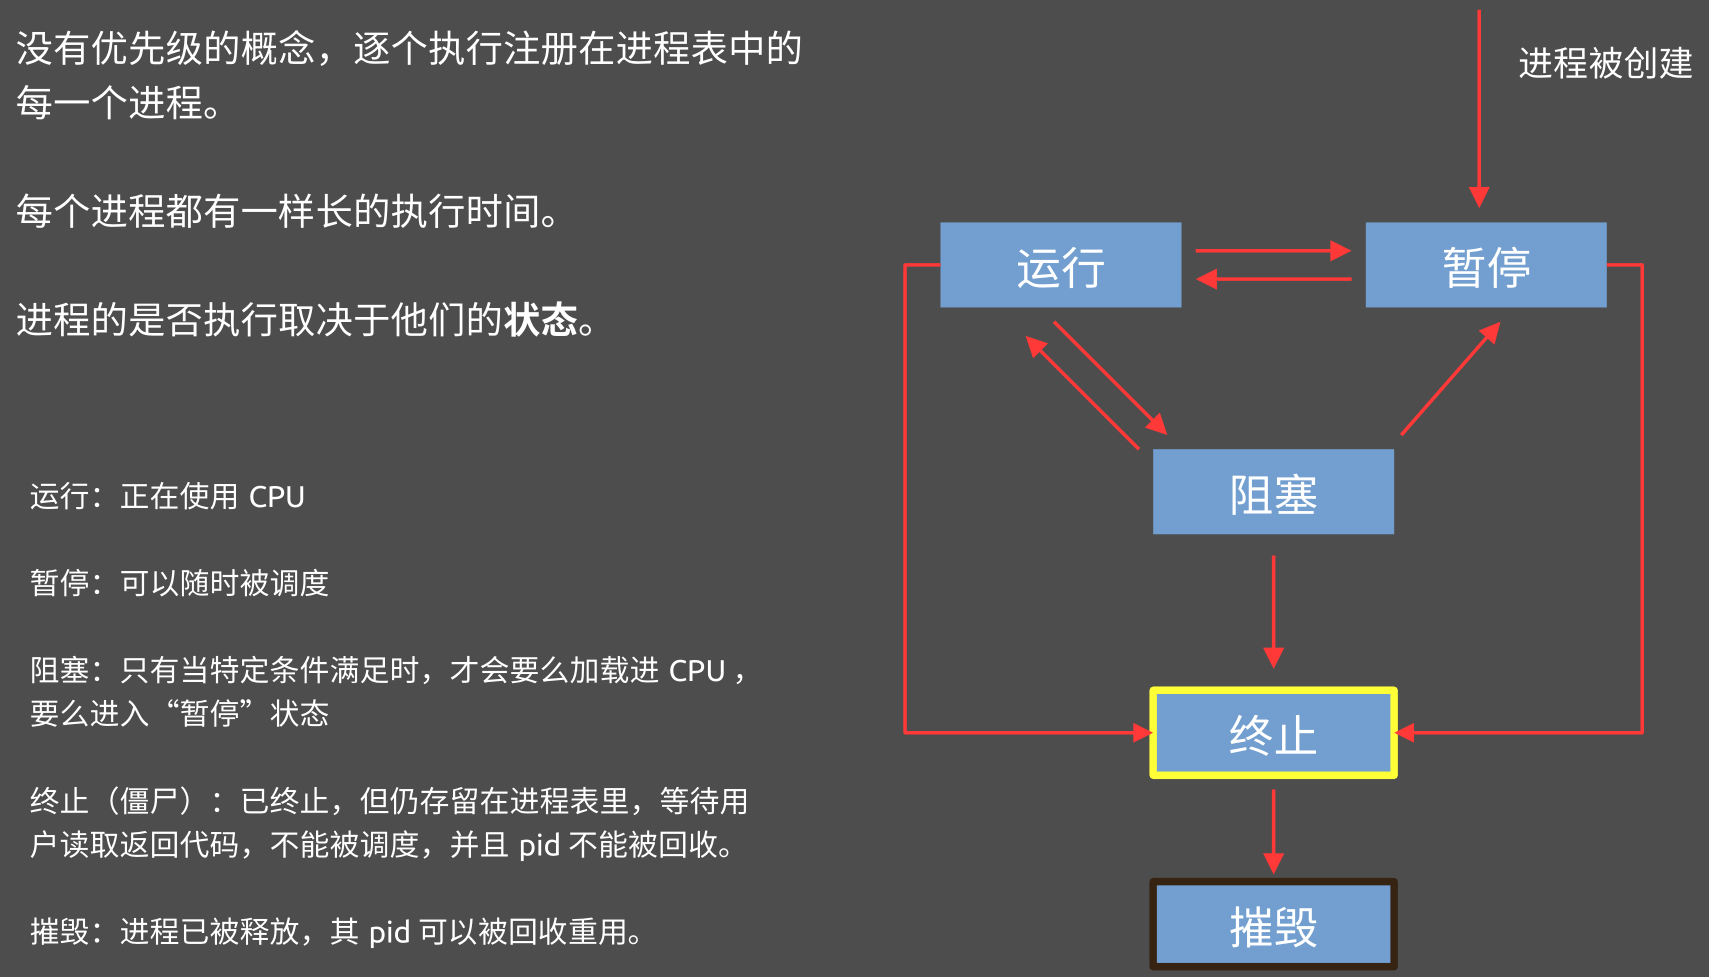 没有优先级的概念，逐个执行注册在进程表中的
每一个进程。
每个进程都有一样长的执行时间。
进程的是否执行取决于他们的状态。
运行：正在使用 CPU
暂停：可以随时被调度
阻塞：只有当特定条件满足时，才会要么加载进 CPU，
要么进入“暂停”状态
终止（僵尸）：已终止，但仍存留在进程表里，等待用
户读取返回代码，不能被调度，并且 pid 不能被回收。
摧毁：进程已被释放，其 pid 可以被回收重用。
进程被创建
运行
暂停
阻塞
终止
摧毁